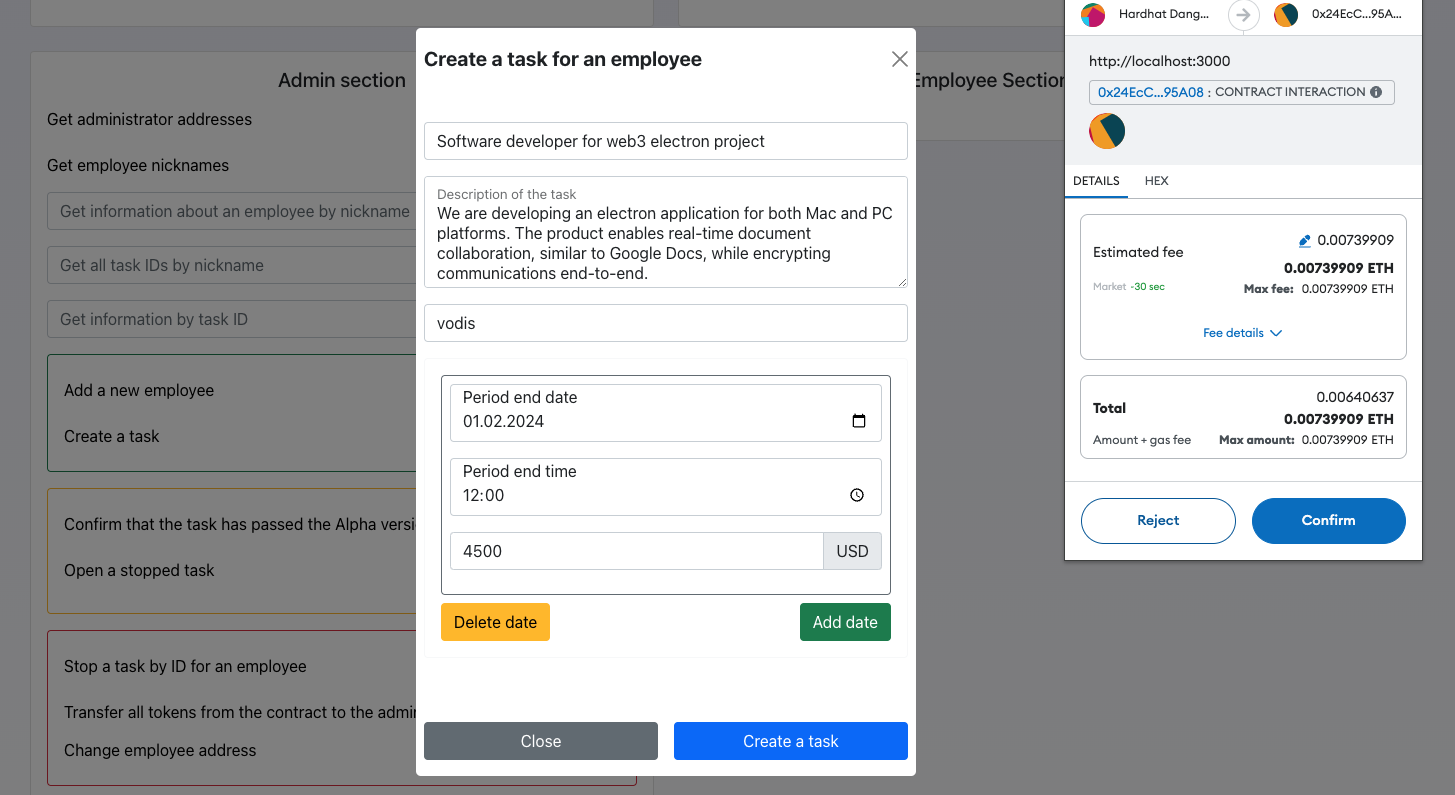 Admin section
Get administrator addresses
Get employee nicknames
Get information about an employee by nickname
Get all task IDs by nickname
Get information by task ID
Add a new employee
Create a task
Confirm that the task has passed the Alpha versi
Open a stopped task
Stop a task by ID for an employee
Transfer all tokens from the contract to the admi
Change employee address
Create a task for an employee
Software developer for web3 electron project
Description of the task
We are developing an electron application for both Mac and PC
platforms. The product enables real-time document
collaboration, similar to Google Docs, while encrypting
communications end-to-end.
vodis
Period end date
01.02.2024
Period end time
12:00
4500 USD
Delete date Add date
Close Create a task
Employee Section
Hardhat Dang... 0x24EcC...95A...
http://localhost:3000
0x24EcC...95A08 : CONTRACT INTERACTION
DETAILS HEX
Estimated fee 0.00739909
0.00739909 ETH
Market ~30 sec Max fee: 0.00739909 ETH
Fee details
0.00640637
Total 0.00739909 ETH
Amount + gas fee Max amount: 0.00739909 ETH
Reject Confirm